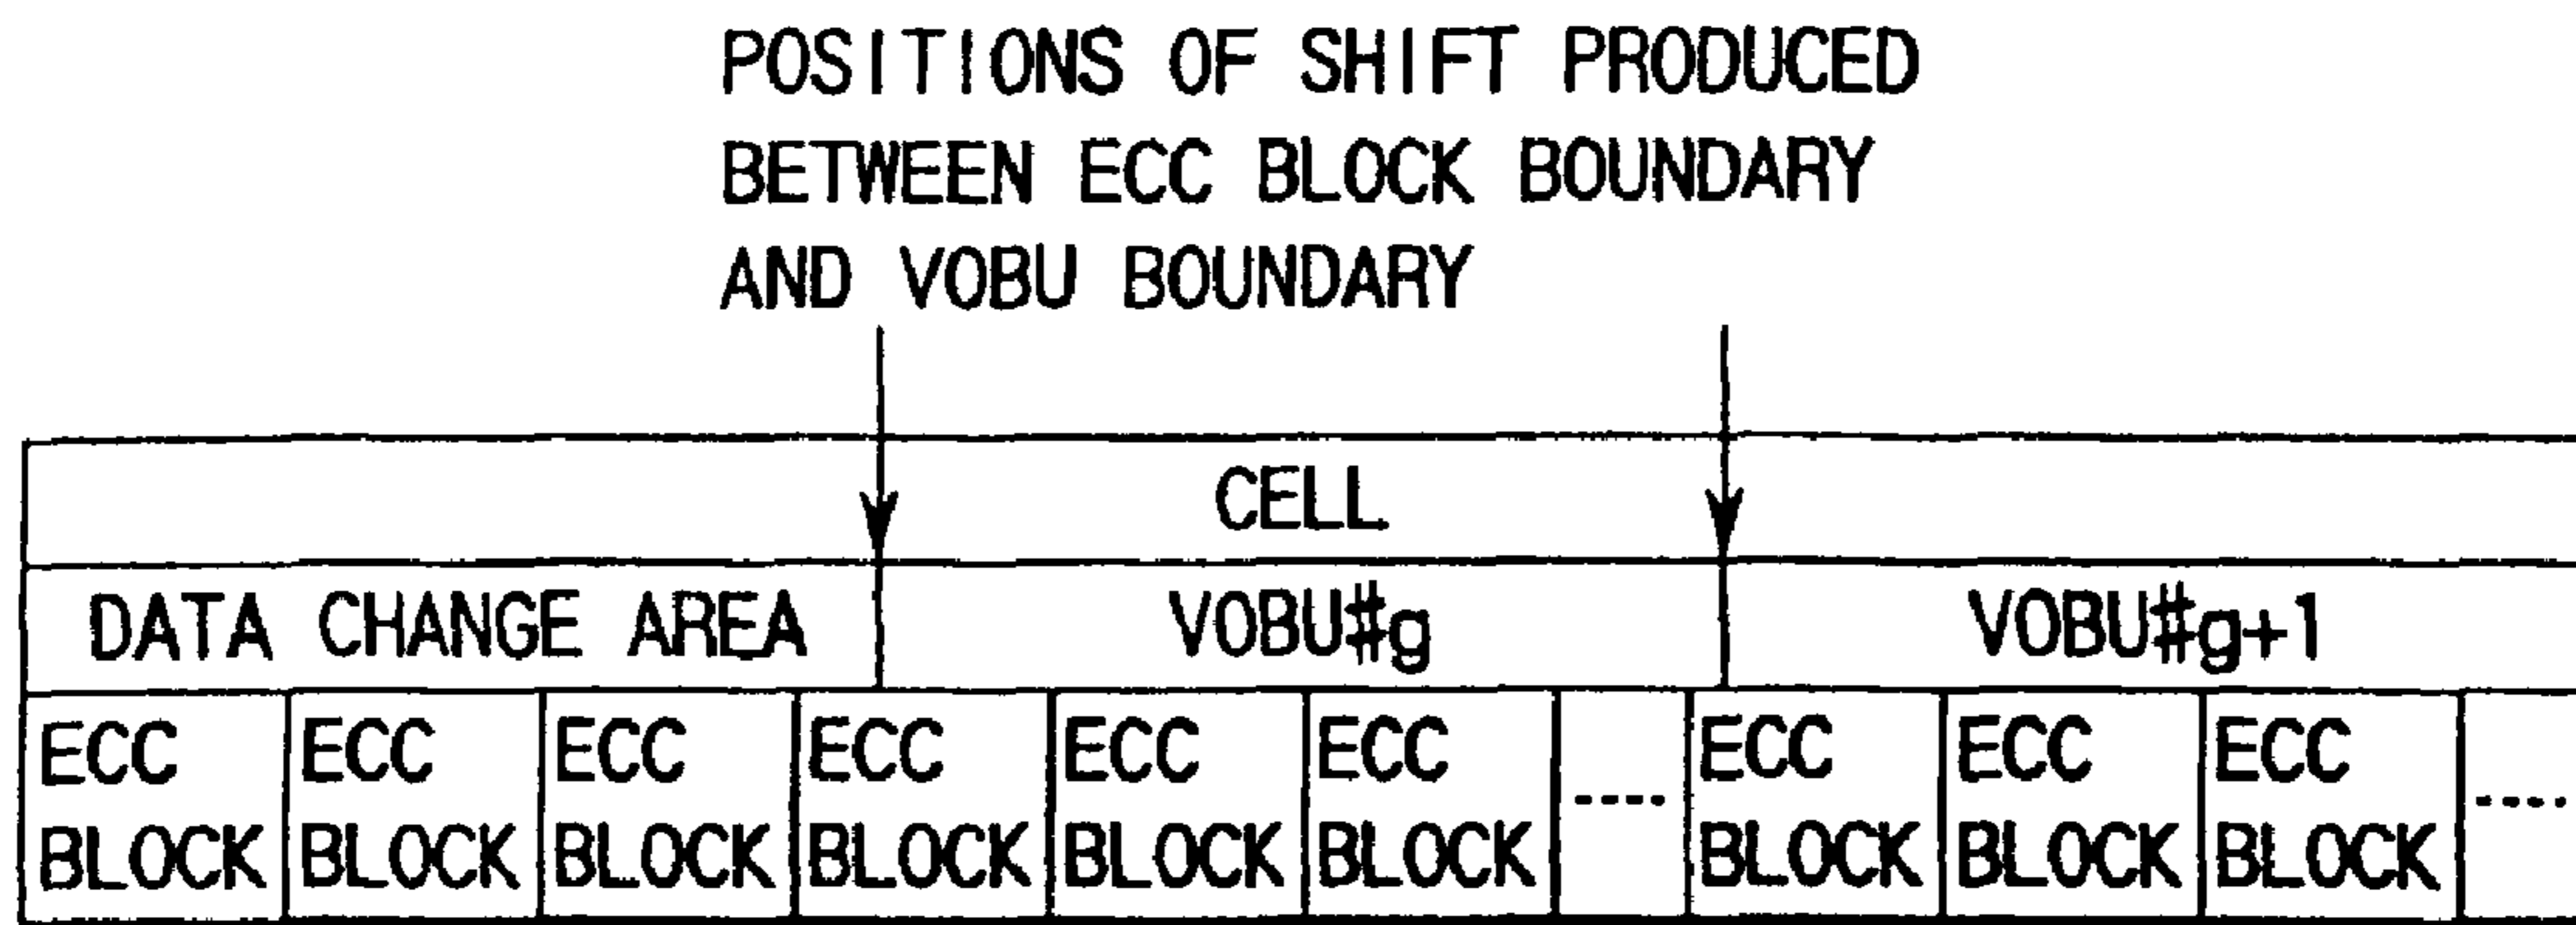 POSITIONS OF SHIFT PRODUCED
BETWEEN ECC BLOCK BOUNDARY
AND VOBU BOUNDARY
CELL
DATA CHANGE AREA VOBU#g VOBU#g+1
ECC ECC ECC ECC ECC ECC ---- ECC ECC ECC ----
BLOCK BLOCK BLOCK BLOCK BLOCK BLOCK BLOCK BLOCK BLOCK